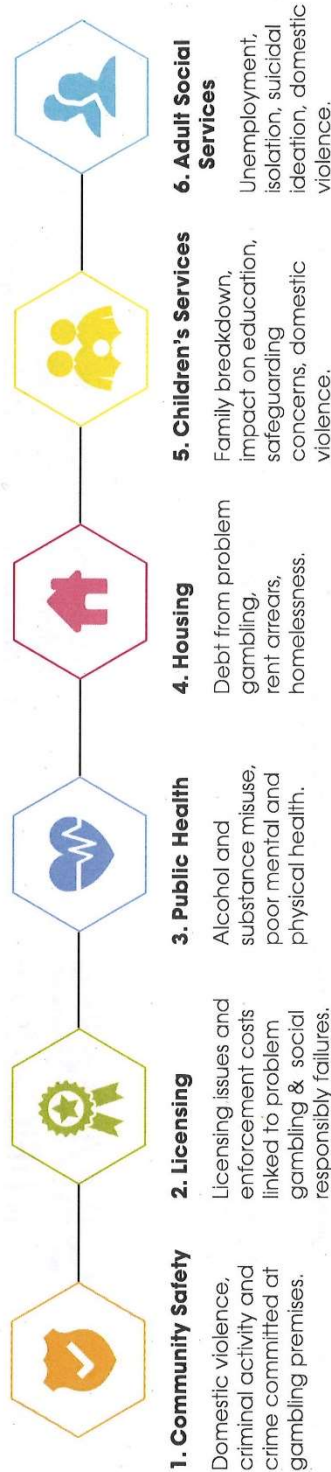 1. Community Safety
Domestic violence,
criminal activity and
crime committed at
gambling premises.
2. Licensing
Licensing issues and
enforcement costs
linked to problem
gambling & social
responsibly failures.
3. Public Health
Alcohol and
substance misuse,
poor mental and
physical health.
4. Housing
Debt from problem
gambling,
rent arrears,
homelessness.
5. Children's Services
Family breakdown,
impact on education,
safeguarding
concerns, domestic
violence.
6. Adult Social
Services
Unemployment,
isolation, suicidal
ideation, domestic
violence.